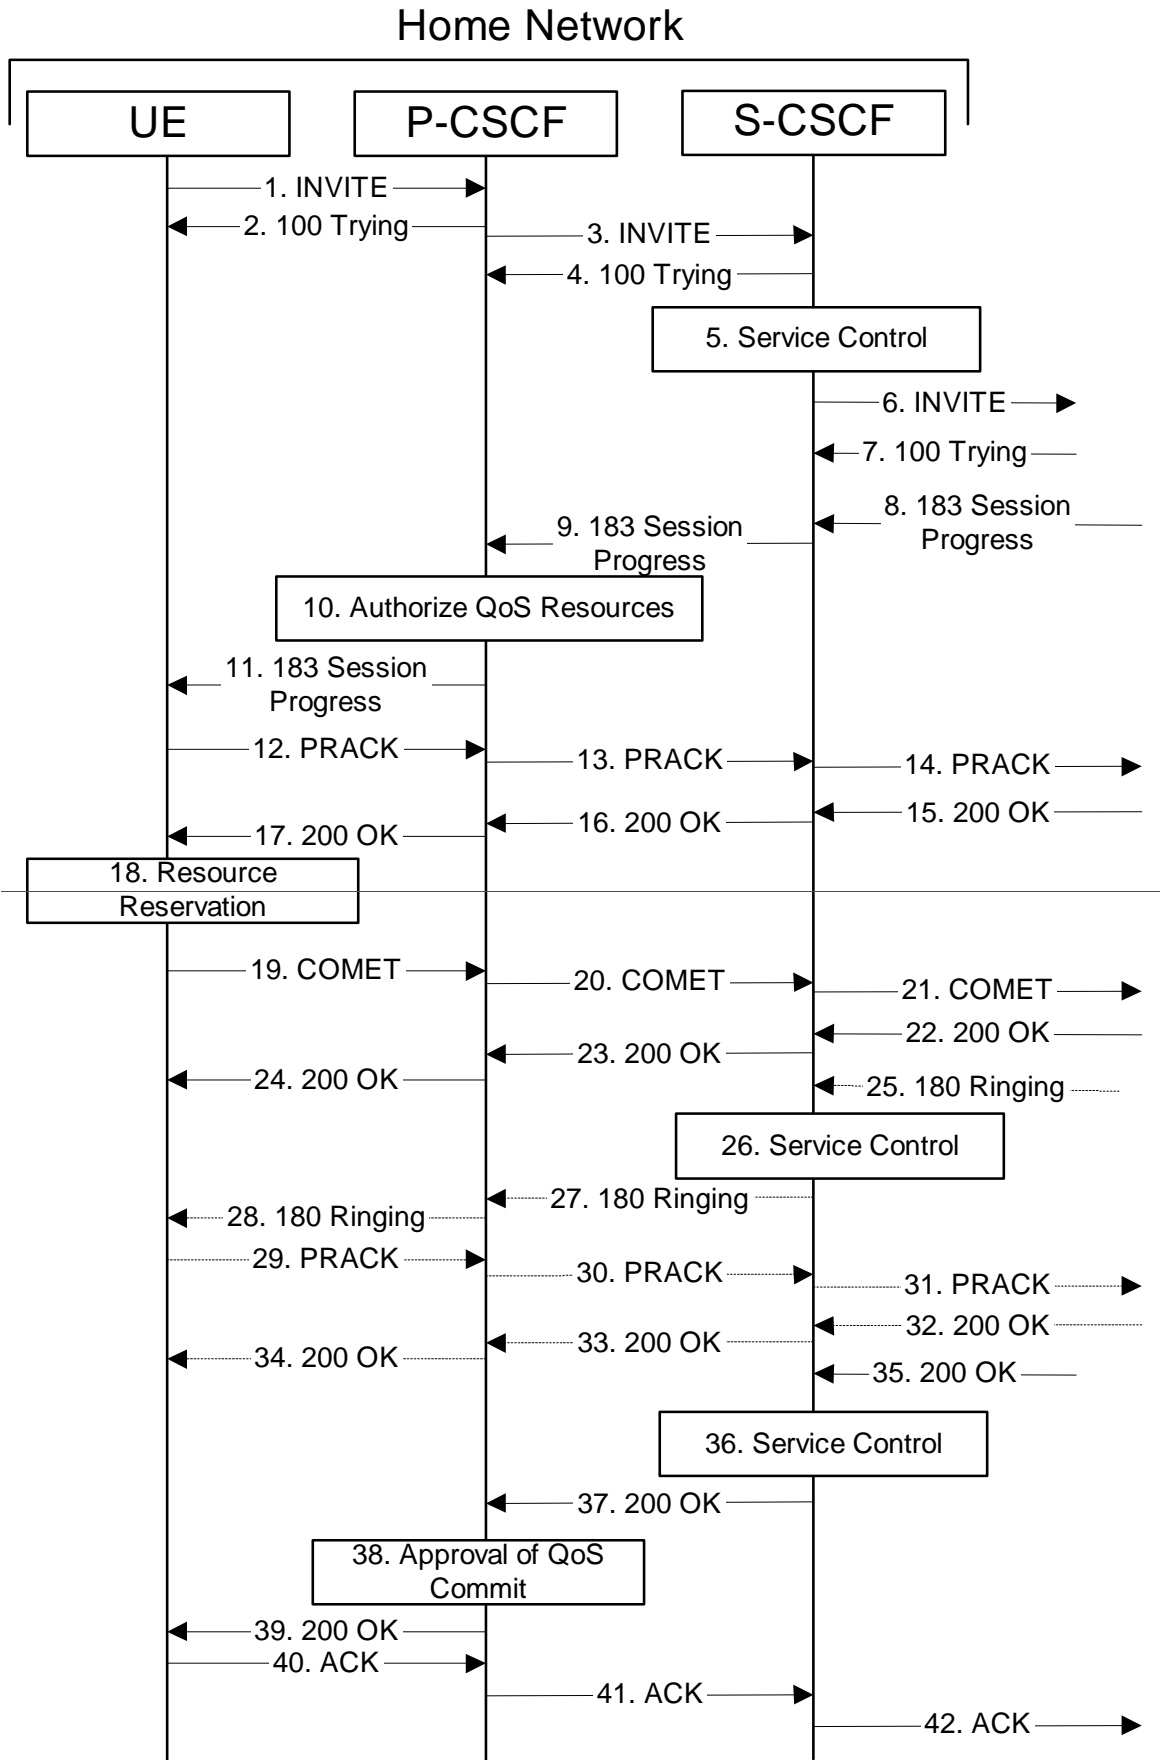 Home Network
UE
P-CSCF
S-CSCF
1. INVITE
2. 100 Trying
3. INVITE
4. 100 Trying
5. Service Control
6. INVITE
7. 100 Trying
8. 183 Session
Progress
9. 183 Session
Progress
10. Authorize QoS Resources
11. 183 Session
Progress
12. PRACK
13. PRACK
14. PRACK
15. 200 OK
16. 200 OK
17. 200 OK
18. Resource
Reservation
19. COMET
20. COMET
21. COMET
22. 200 OK
23. 200 OK
24. 200 OK
25. 180 Ringing
26. Service Control
27. 180 Ringing
28. 180 Ringing
29. PRACK
30. PRACK
31. PRACK
32. 200 OK
33. 200 OK
34. 200 OK
35. 200 OK
36. Service Control
37. 200 OK
38. Approval of QoS
Commit
39. 200 OK
40. ACK
41. ACK
42. ACK